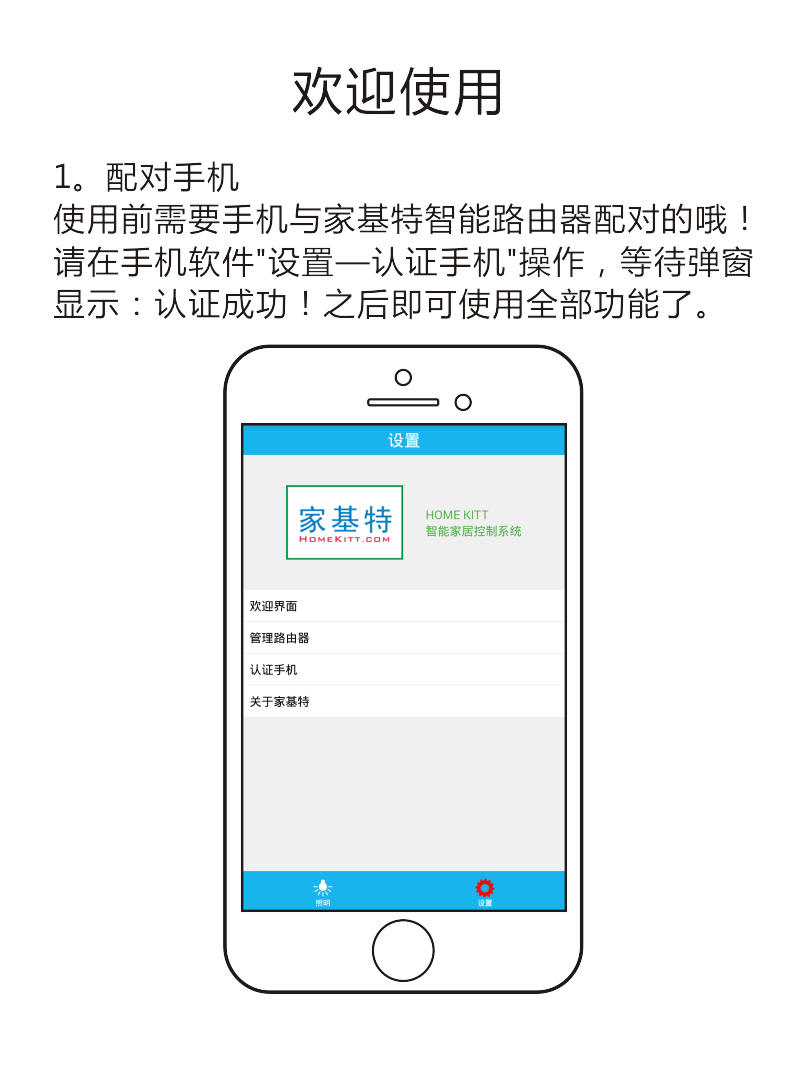 欢迎使用
1。配对手机
使用前需要手机与家基特智能路由器配对的哦！
请在手机软件"设置—认证手机"操作，等待弹窗
显示：认证成功！之后即可使用全部功能了。
设置
家基特
HOMEKITT.COM
HOME KITT
智能家居控制系统
欢迎界面
管理路由器
认证手机
关于家基特
照明
设置